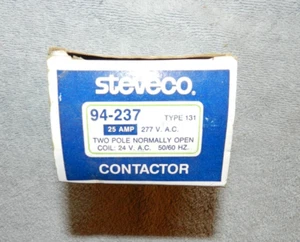 steveco.
94-237 TYPE 131
25 AMP 277 V. A.C.
TWO POLE NORMALLY OPEN
COIL: 24 V. A.C. 50/60 HZ.
CONTACTOR